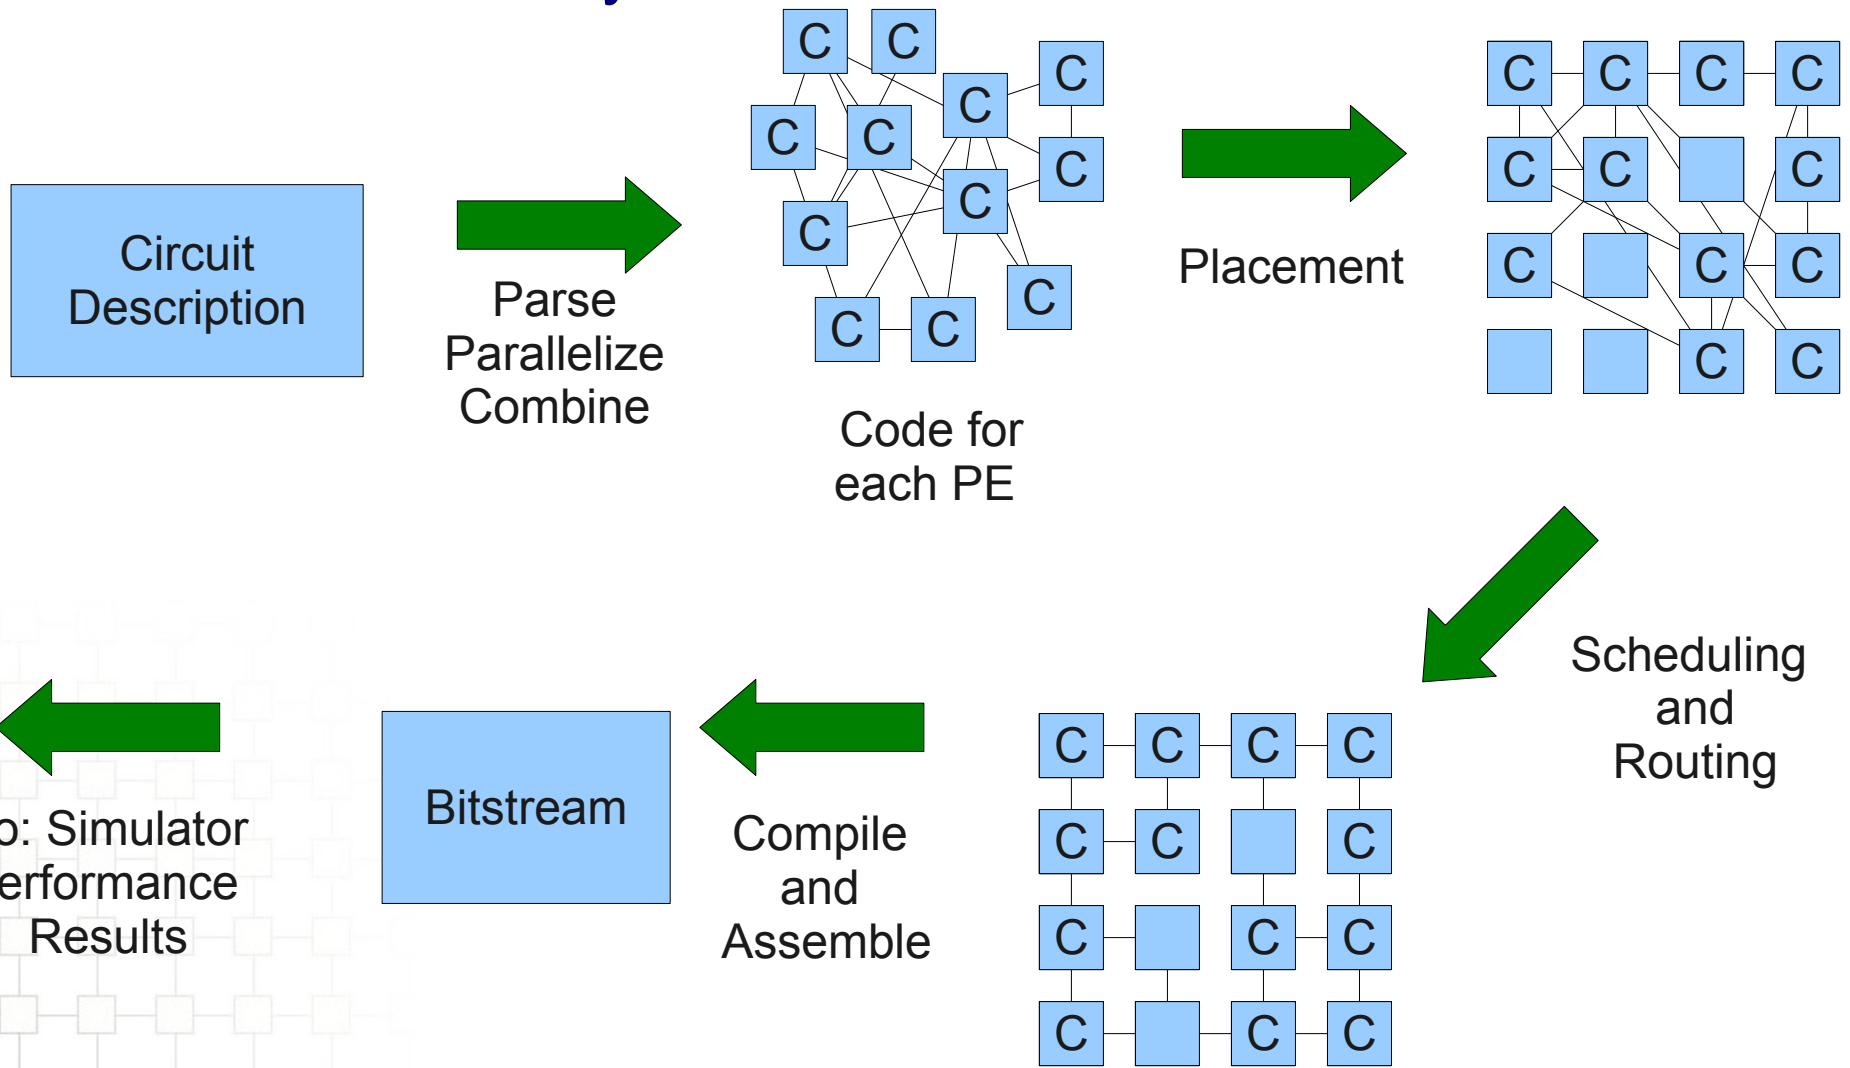 Circuit
Description
Parse
Parallelize
Combine
C C
C
C
C C
C
C
C
C
C C
Code for
each PE
Placement
C C C C
C C C
C C C
C C
Scheduling
and
Routing
C C C C
C C C
C C C
C C C
Compile
and
Assemble
Bitstream
o: Simulator
erformance
Results